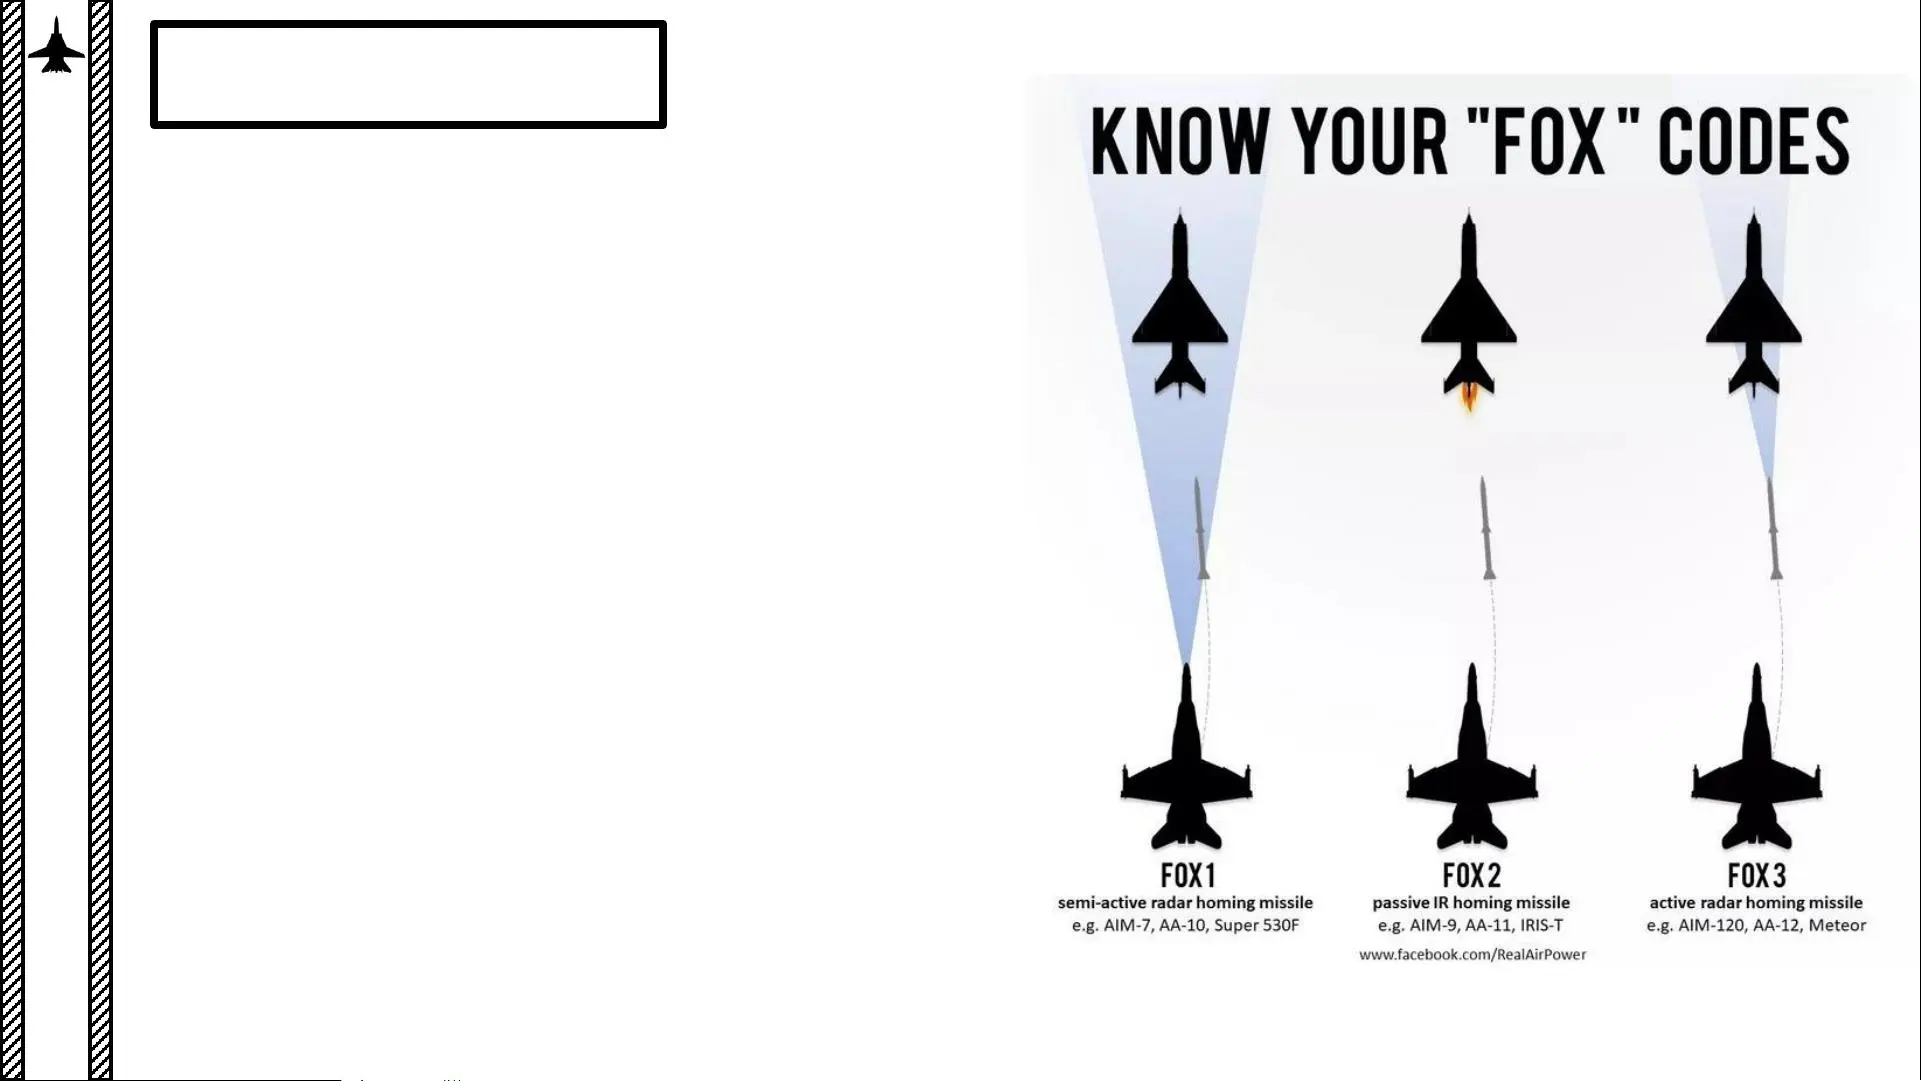 KNOW YOUR "FOX" CODES
FOX 1
semi-active radar homing missile
e.g. AIM-7, AA-10, Super 530F
FOX 2
passive IR homing missile
e.g. AIM-9, AA-11, IRIS-T
www.facebook.com/RealAirPower
FOX 3
active radar homing missile
e.g. AIM-120, AA-12, Meteor